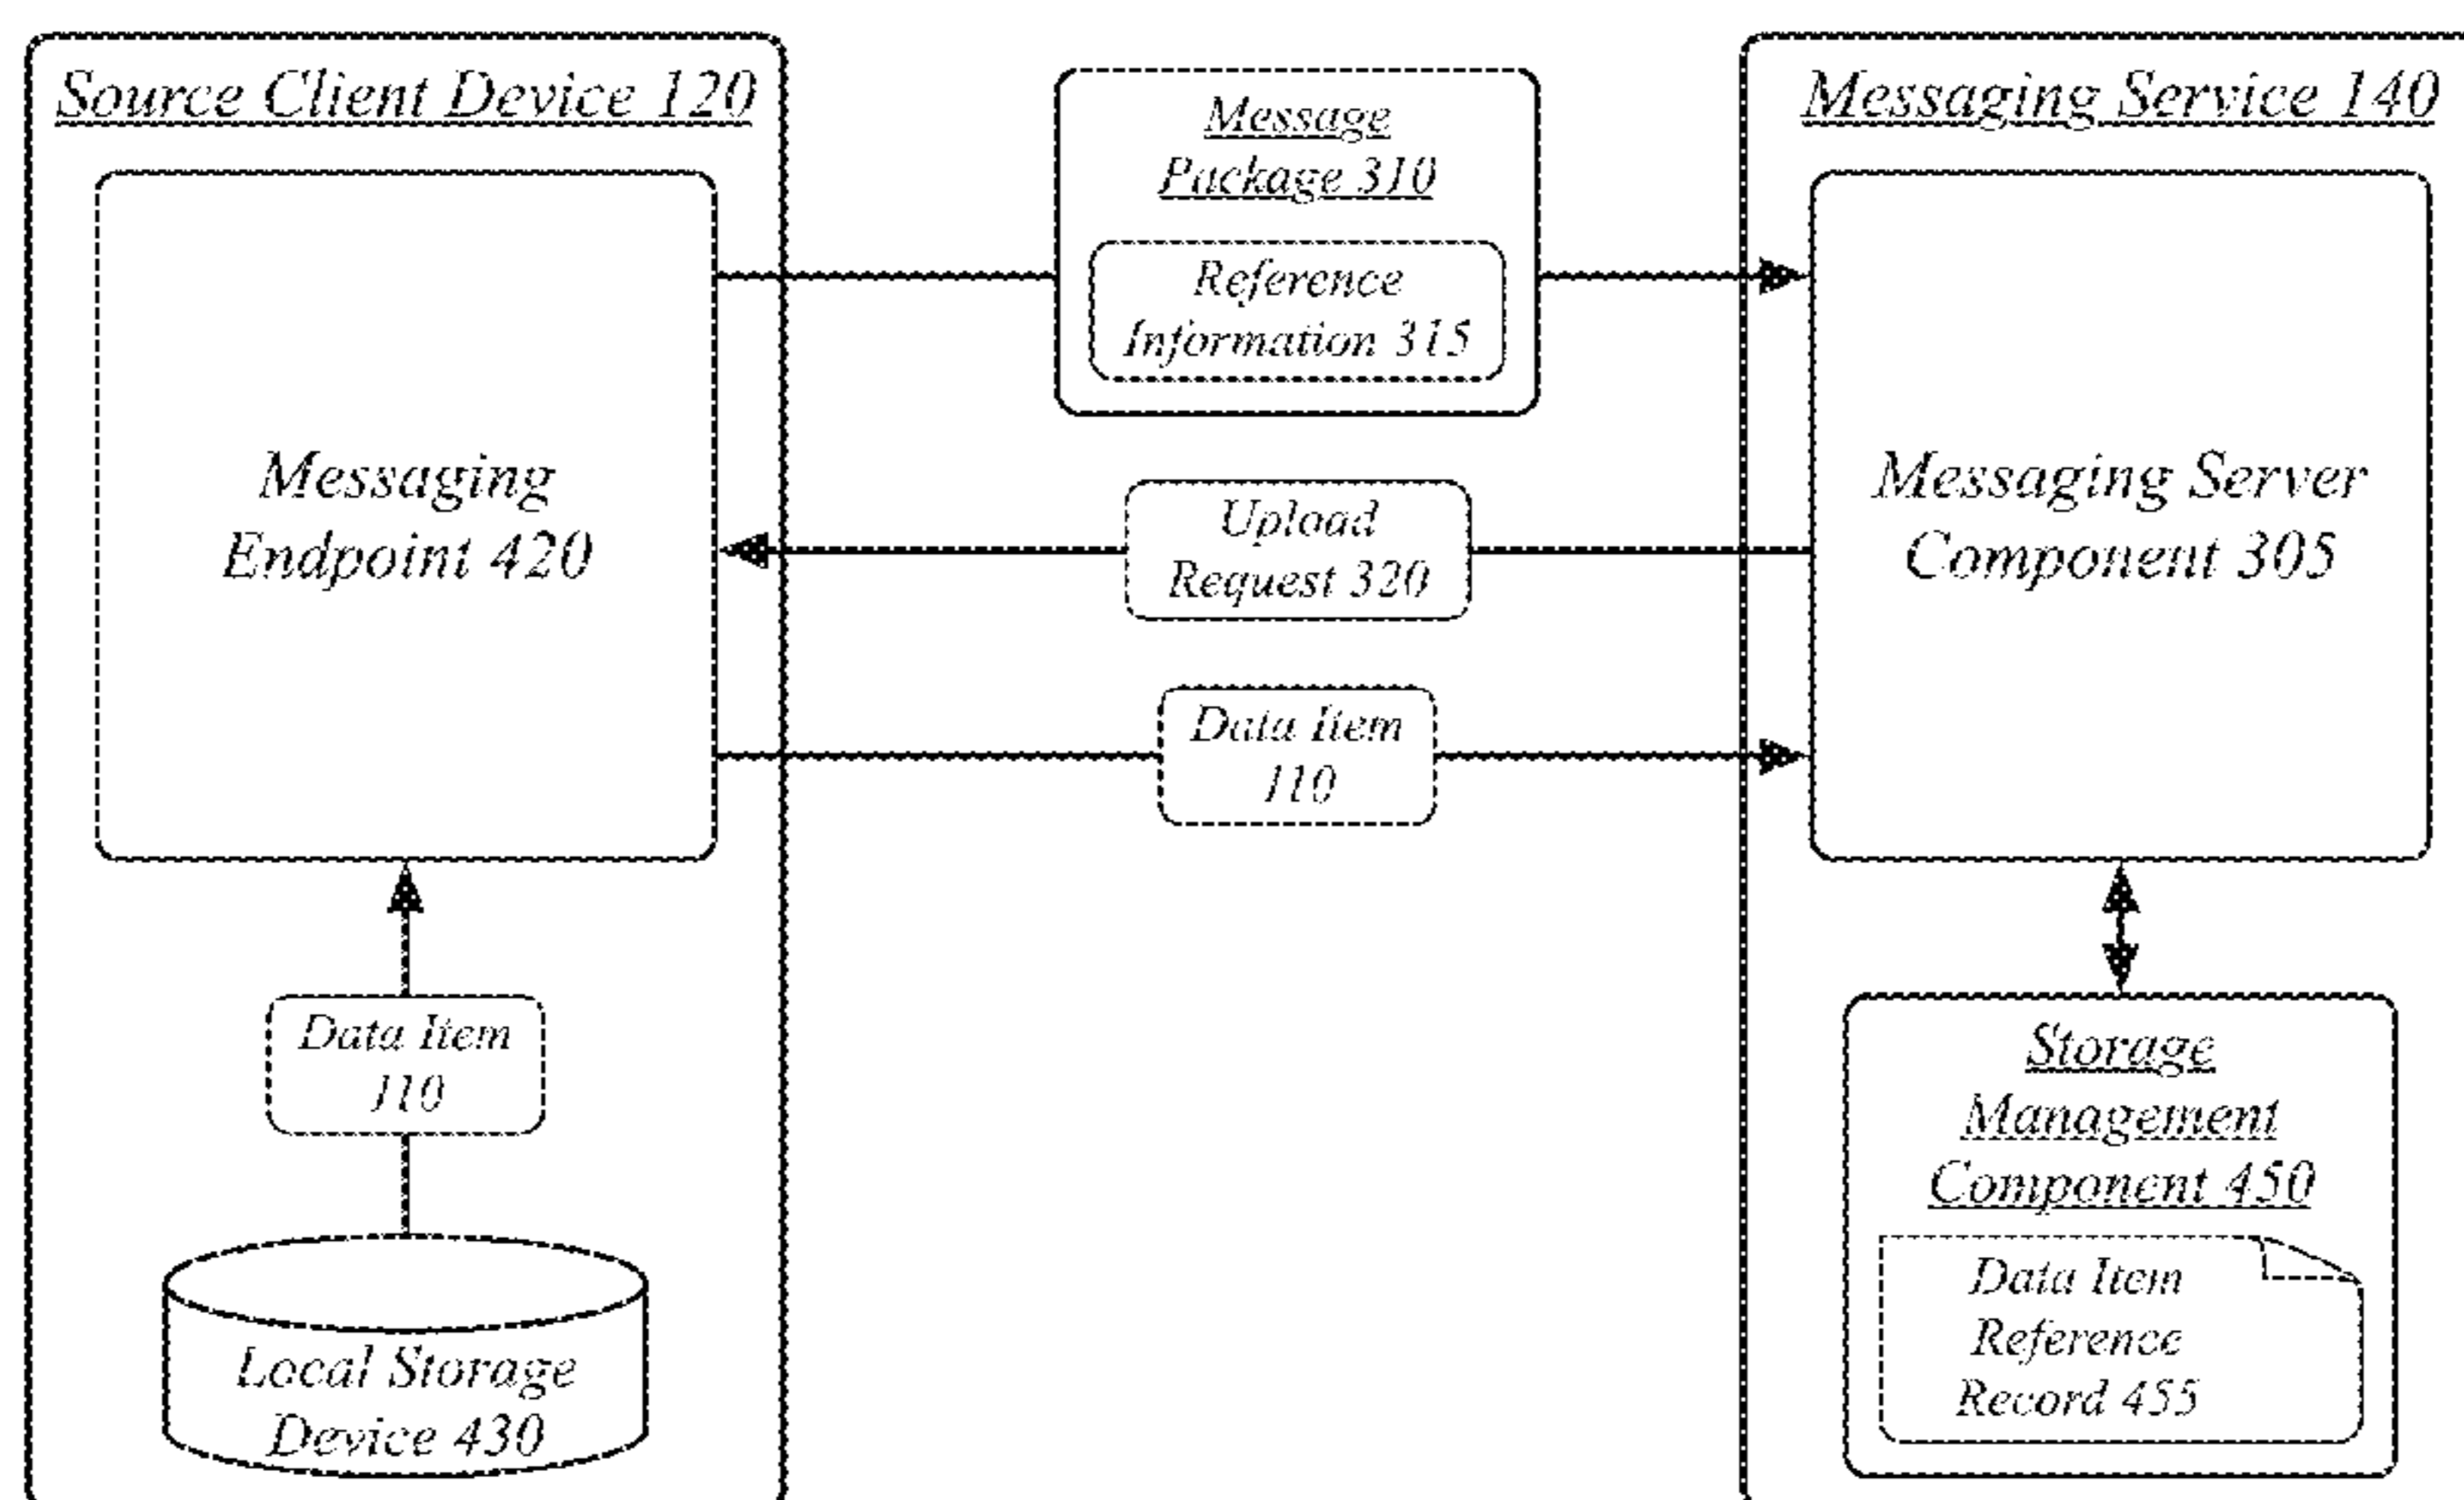 Source Client Device 120
Messaging
Endpoint 420
Data Item
110
Local Storage
Device 430
Message
Package 310
Reference
Information 315
Upload
Request 320
Data Item
110
Messaging Service 140
Messaging Server
Component 305
Storage
Management
Component 450
Data Item
Reference
Record 455